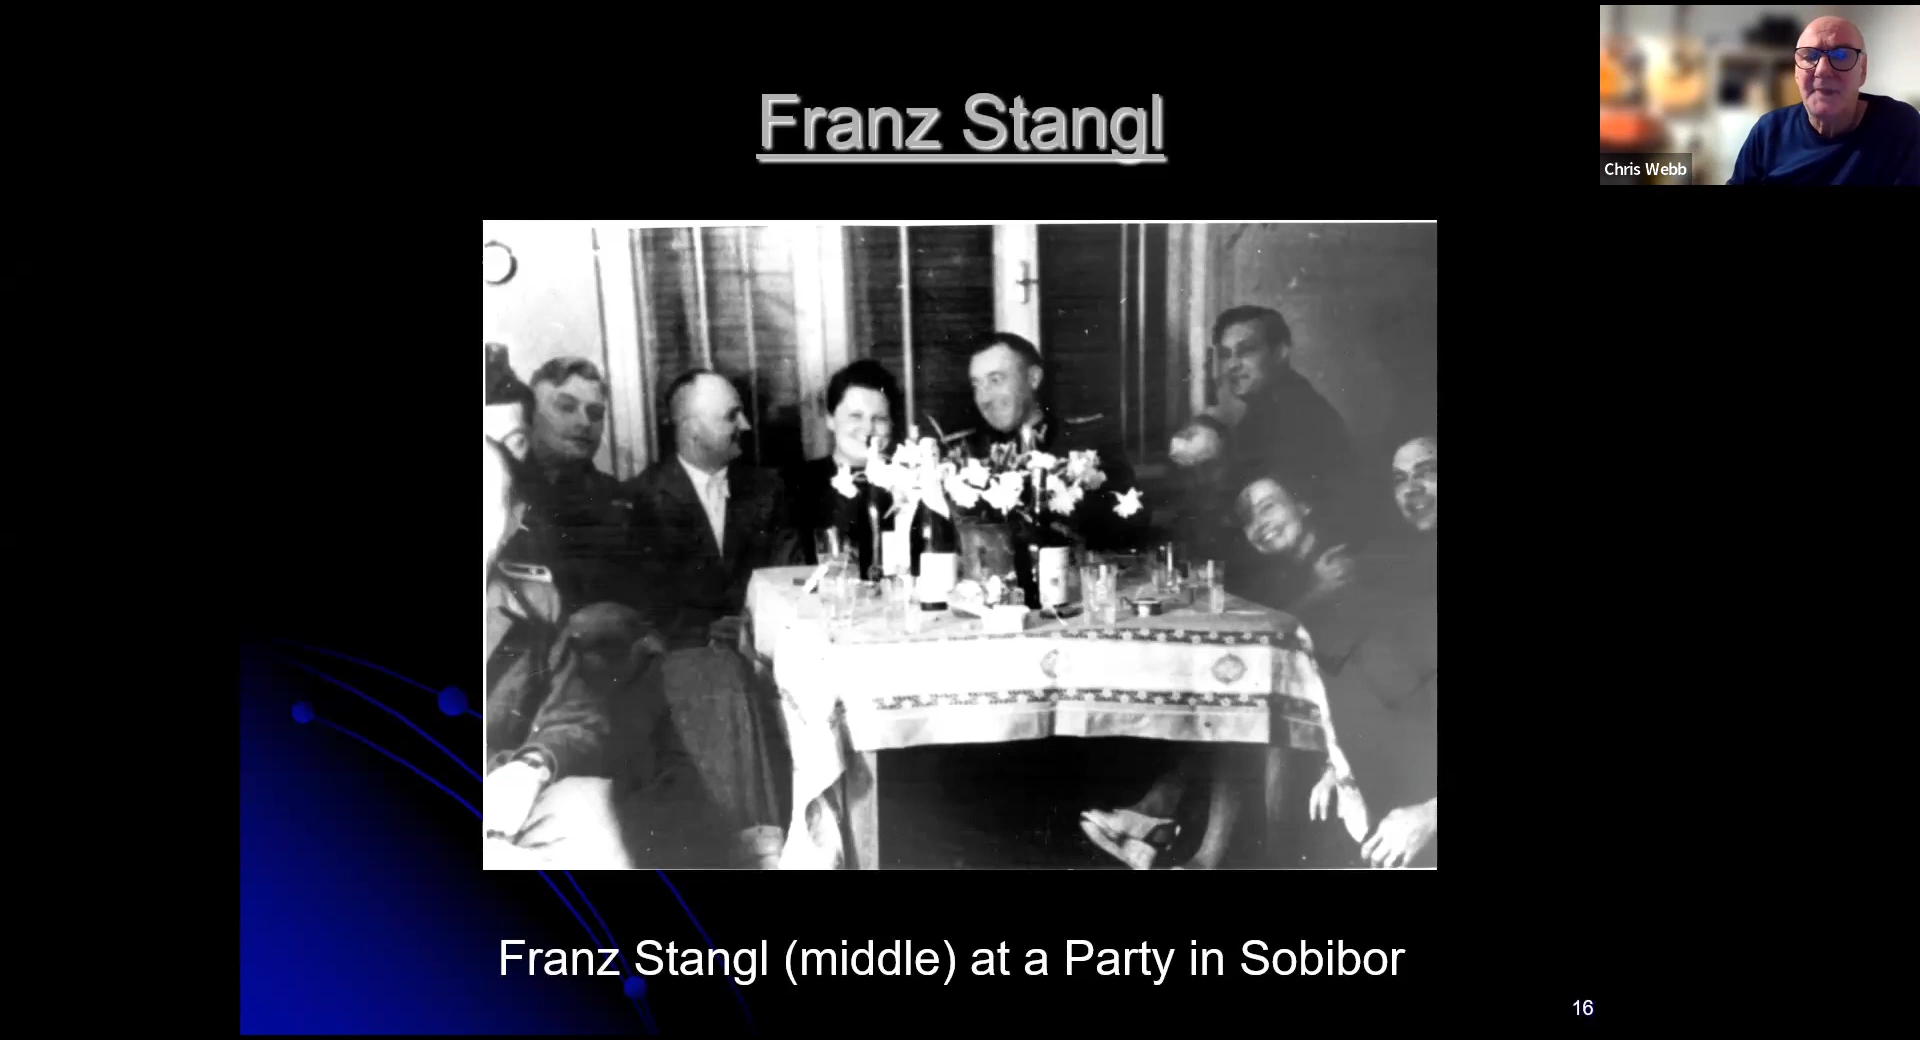 Franz Stangl
Chris Webb
Franz Stangl (middle) at a Party in Sobibor
16